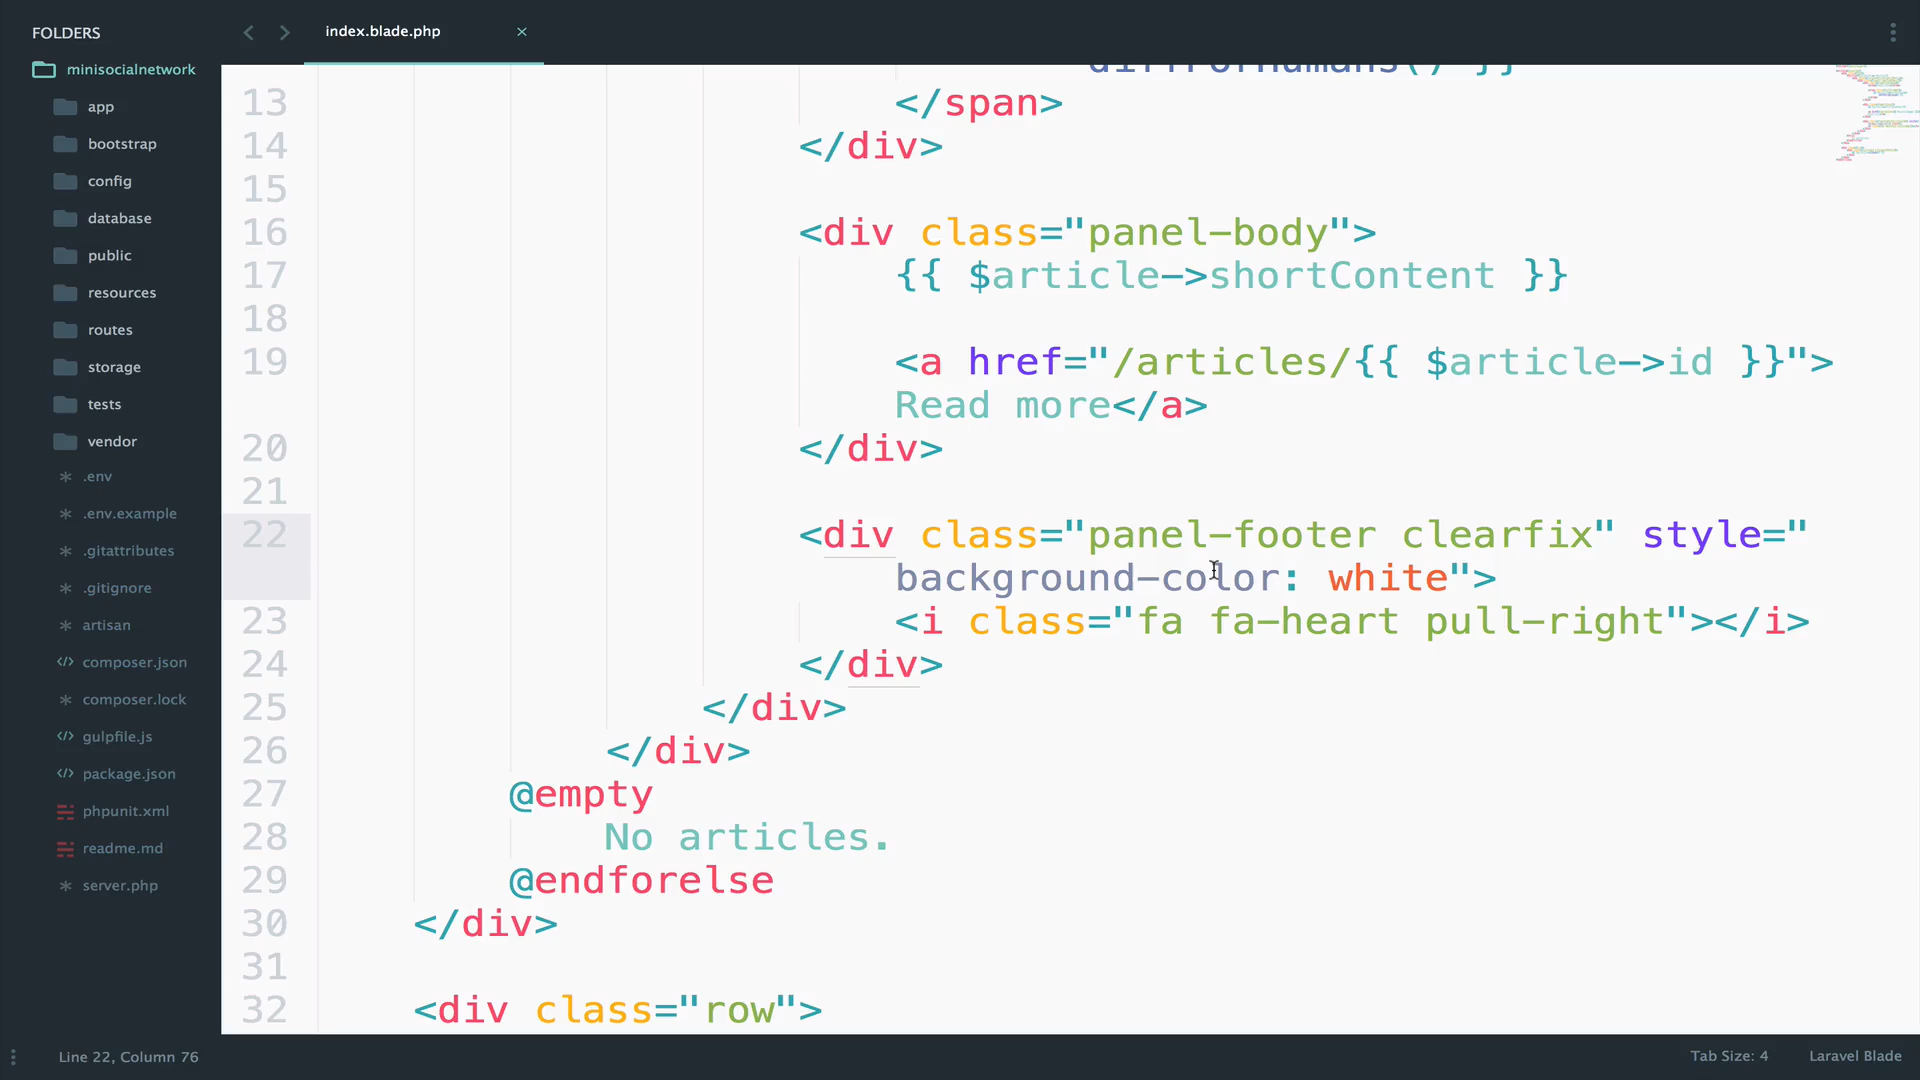 FOLDERS
minisocialnetwork
app
bootstrap
config
database
public
resources
routes
storage
tests
vendor
.env
.env.example
.gitattributes
.gitignore
artisan
composer.json
composer.lock
gulpfile.js
package.json
phpunit.xml
readme.md
server.php
index.blade.php
diffForHumans() }}
13 </span>
14 </div>
15
16 <div class="panel-body">
17 {{ $article->shortContent }}
18
19 <a href="/articles/{{ $article->id }}">
Read more</a>
20 </div>
21
22 <div class="panel-footer clearfix" style="
background-color: white">
23 <i class="fa fa-heart pull-right"></i>
24 </div>
25 </div>
26 </div>
27 @empty
28 No articles.
29 @endforelse
30 </div>
31
32 <div class="row">
Line 22, Column 76
Tab Size: 4
Laravel Blade